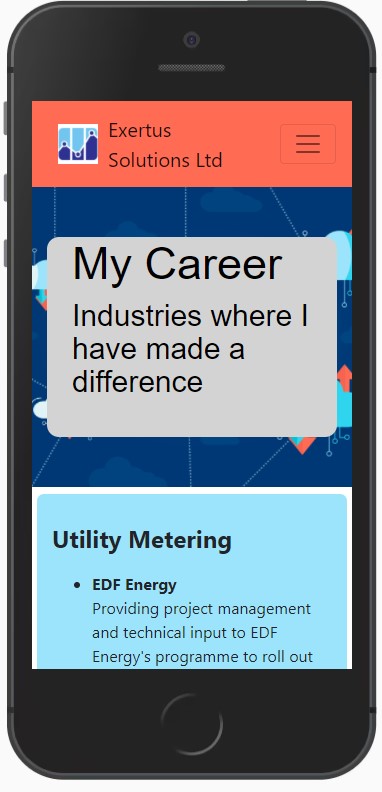 Exertus
Solutions Ltd
My Career
Industries where I
have made a
difference
Utility Metering
EDF Energy
Providing project management
and technical input to EDF
Energy's programme to roll out